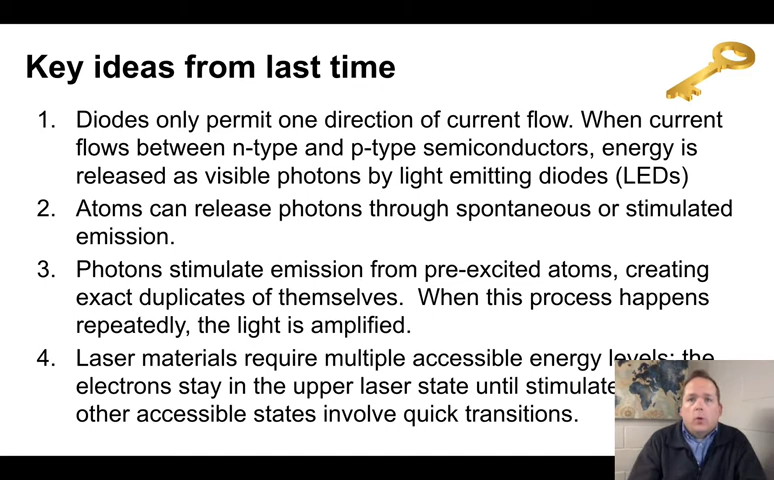 Key ideas from last time
1. Diodes only permit one direction of current flow. When current
flows between n-type and p-type semiconductors, energy is
released as visible photons by light emitting diodes (LEDs)
2. Atoms can release photons through spontaneous or stimulated
emission.
3. Photons stimulate emission from pre-excited atoms, creating
exact duplicates of themselves. When this process happens
repeatedly, the light is amplified.
4. Laser materials require multiple accessible energy levels; the
electrons stay in the upper laser state until
other accessible states involve quick transitions.